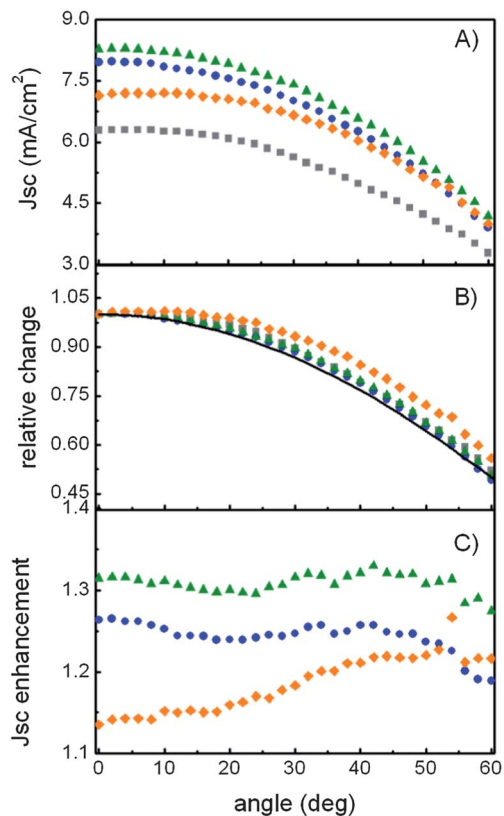 A)
Jsc (mA/cm²)
9.0
7.5
6.0
4.5
3.0
B)
relative change
1.05
0.90
0.75
0.60
0.45
C)
Jsc enhancement
1.4
1.3
1.2
1.1
0 10 20 30 40 50 60
angle (deg)